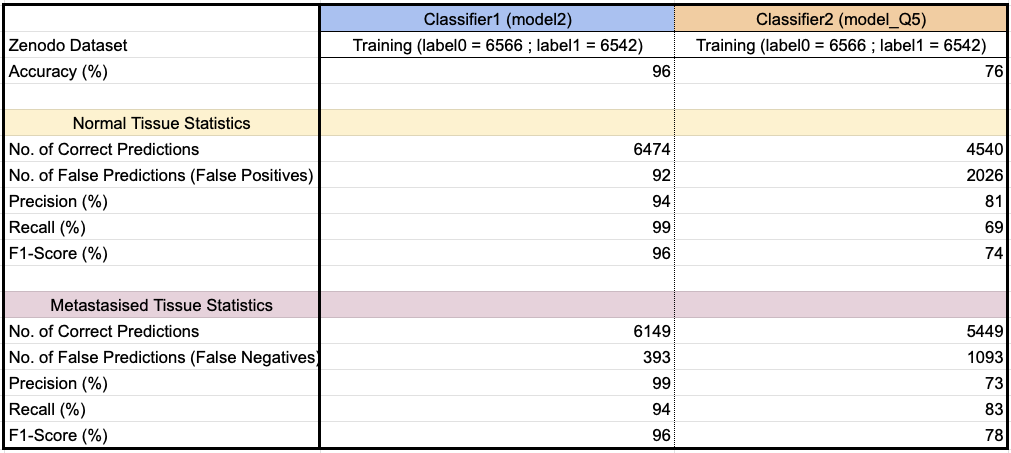 Classifier1 (model2) Classifier2 (model_Q5)
Zenodo Dataset Training (label0 = 6566 ; label1 = 6542) Training (label0 = 6566 ; label1 = 6542)
Accuracy (%) 96 76
Normal Tissue Statistics
No. of Correct Predictions 6474 4540
No. of False Predictions (False Positives) 92 2026
Precision (%) 94 81
Recall (%) 99 69
F1-Score (%) 96 74
Metastasised Tissue Statistics
No. of Correct Predictions 6149 5449
No. of False Predictions (False Negatives) 393 1093
Precision (%) 99 73
Recall (%) 94 83
F1-Score (%) 96 78